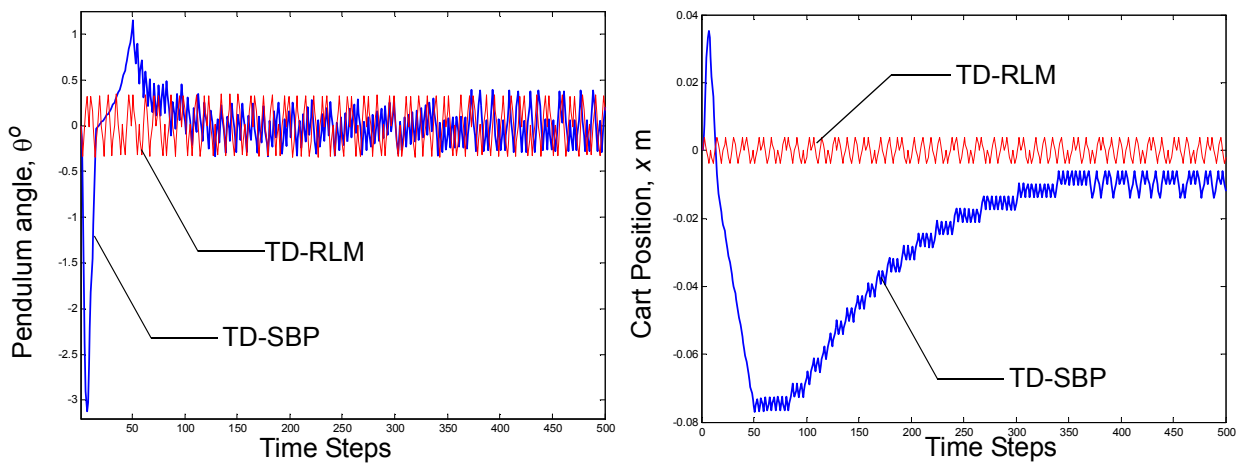 1
0.5
0
-0.5
-1
-1.5
-2
-2.5
-3
Pendulum angle, θº
TD-RLM
TD-SBP
50 100 150 200 250 300 350 400 450 500
Time Steps
0.04
0.02
0
-0.02
-0.04
-0.06
-0.08
Cart Position, x m
TD-RLM
TD-SBP
0 50 100 150 200 250 300 350 400 450 500
Time Steps